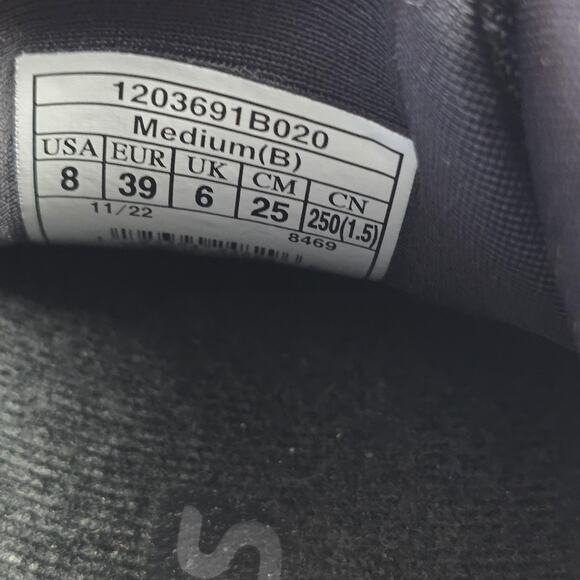 1203691B020
Medium(B)
USA EUR UK CM CN
8 39 6 25 250(1.5)
11/22 8469
S